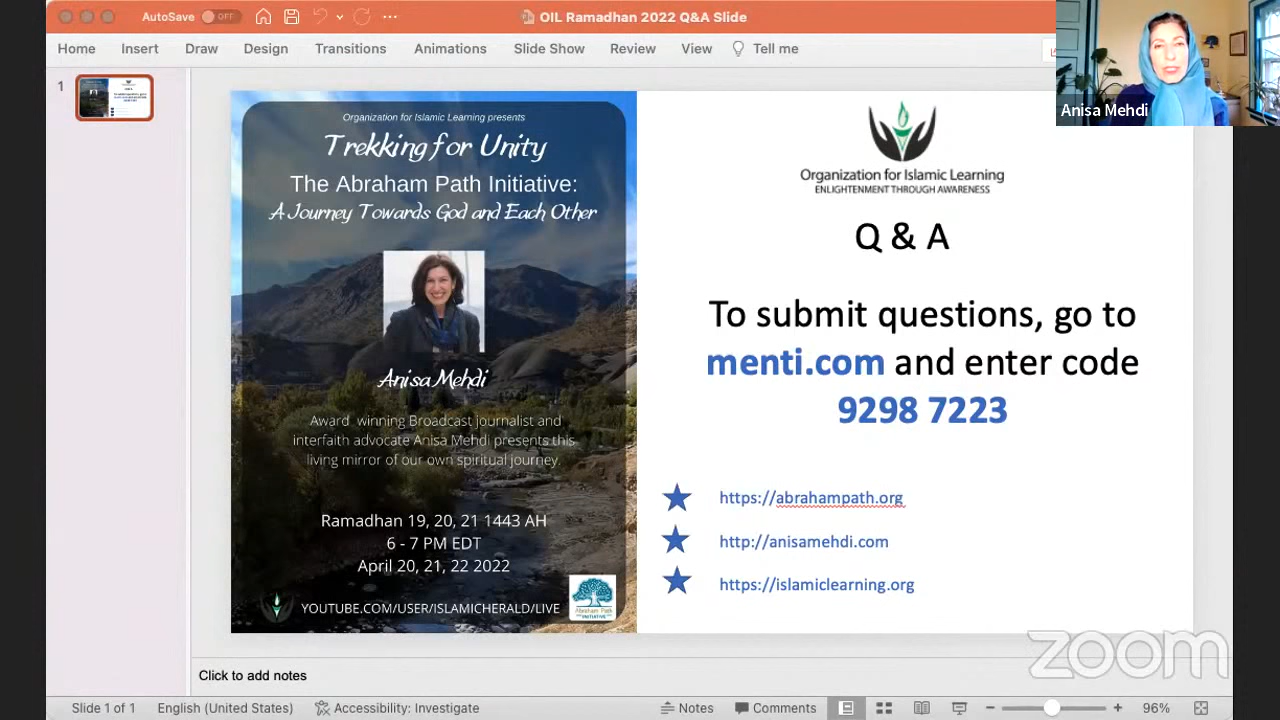 AutoSave OFF
OIL Ramadhan 2022 Q&A Slide
Home Insert Draw Design Transitions Animations Slide Show Review View Tell me
Anisa Mehdi
1
Organization for Islamic Learning presents
Trekking for Unity
The Abraham Path Initiative:
A Journey Towards God and Each Other
Anisa Mehdi
Award winning Broadcast journalist and
interfaith advocate Anisa Mehdi presents this
living mirror of our own spiritual journey.
Ramadhan 19, 20, 21 1443 AH
6 - 7 PM EDT
April 20, 21, 22 2022
YOUTUBE.COM/USER/ISLAMICHERALD/LIVE
Abraham Path
INITIATIVE
Organization for Islamic Learning
ENLIGHTENMENT THROUGH AWARENESS
Q & A
To submit questions, go to
menti.com and enter code
9298 7223
https://abrahampath.org
http://anisamehdi.com
https://islamiclearning.org
zoom
Click to add notes
Slide 1 of 1 English (United States) Accessibility: Investigate Notes Comments 96%